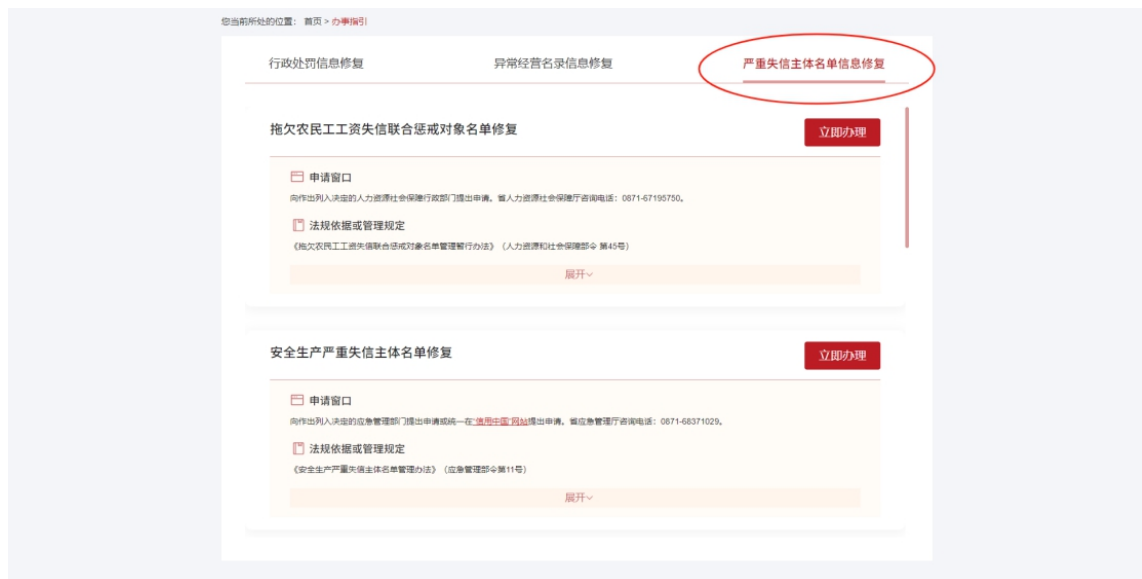 您当前所处的位置： 首页 > 办事指引
行政处罚信息修复 异常经营名录信息修复 严重失信主体名单信息修复
拖欠农民工工资失信联合惩戒对象名单修复 立即办理
申请窗口
向作出列入决定的人力资源社会保障行政部门提出申请。省人力资源社会保障厅咨询电话：0871-67195750。
法规依据或管理规定
《拖欠农民工工资失信联合惩戒对象名单管理暂行办法》（人力资源和社会保障部令 第45号）
展开
安全生产严重失信主体名单修复 立即办理
申请窗口
向作出列入决定的应急管理部门提出申请或统一在“信用中国”网站提出申请。省应急管理厅咨询电话：0871-68371029。
法规依据或管理规定
《安全生产严重失信主体名单管理办法》（应急管理部令第11号）
展开